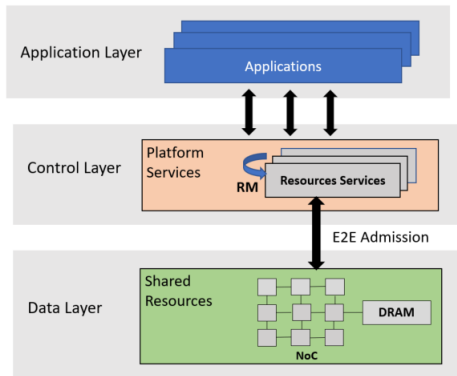 Application Layer
Applications
Control Layer
Platform
Services
RM
Resources Services
E2E Admission
Data Layer
Shared
Resources
DRAM
NoC